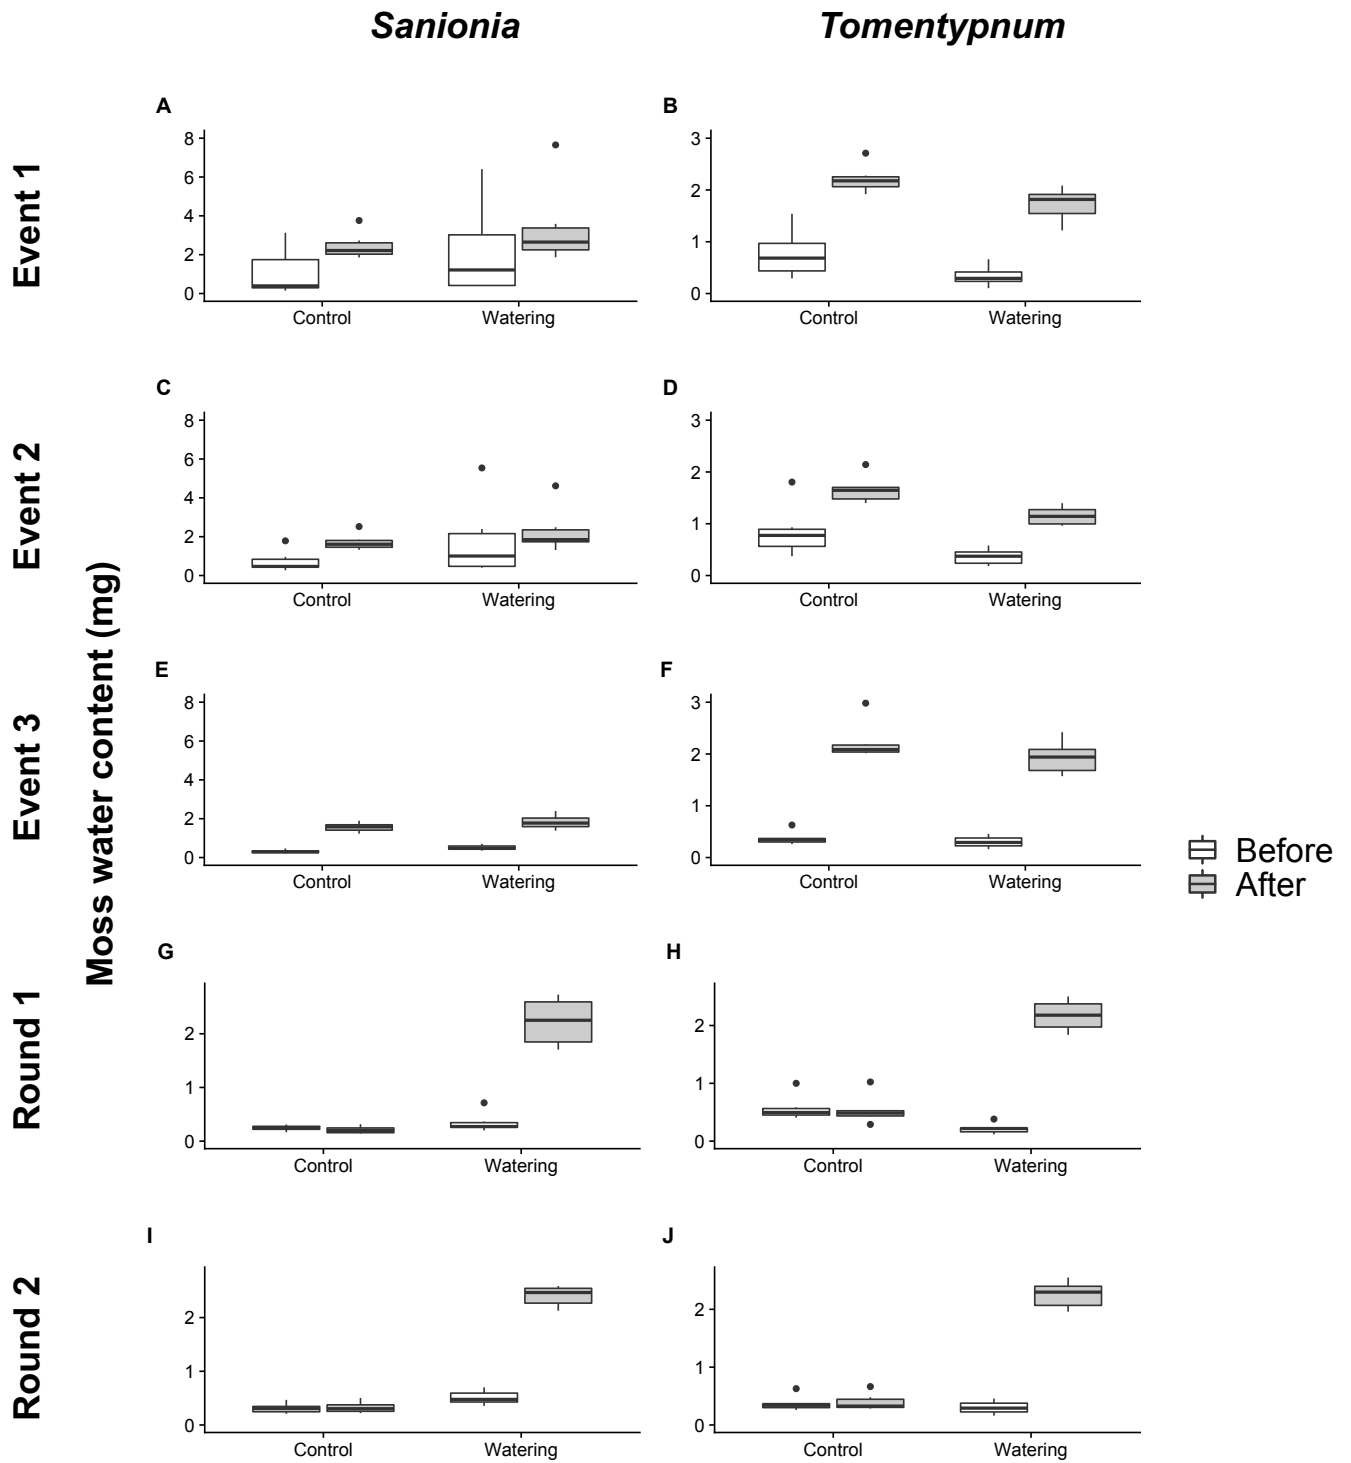 Sanionia Tomentypnum
Event 1
Event 2
Event 3
Round 1
Round 2
Moss water content (mg)
A
8
6
4
2
0
Control Watering
B
3
2
1
0
Control Watering
C
8
6
4
2
0
Control Watering
D
3
2
1
0
Control Watering
E
8
6
4
2
0
Control Watering
F
3
2
1
0
Control Watering
Before
After
G
2
1
0
Control Watering
H
2
1
0
Control Watering
I
2
1
0
Control Watering
J
2
1
0
Control Watering